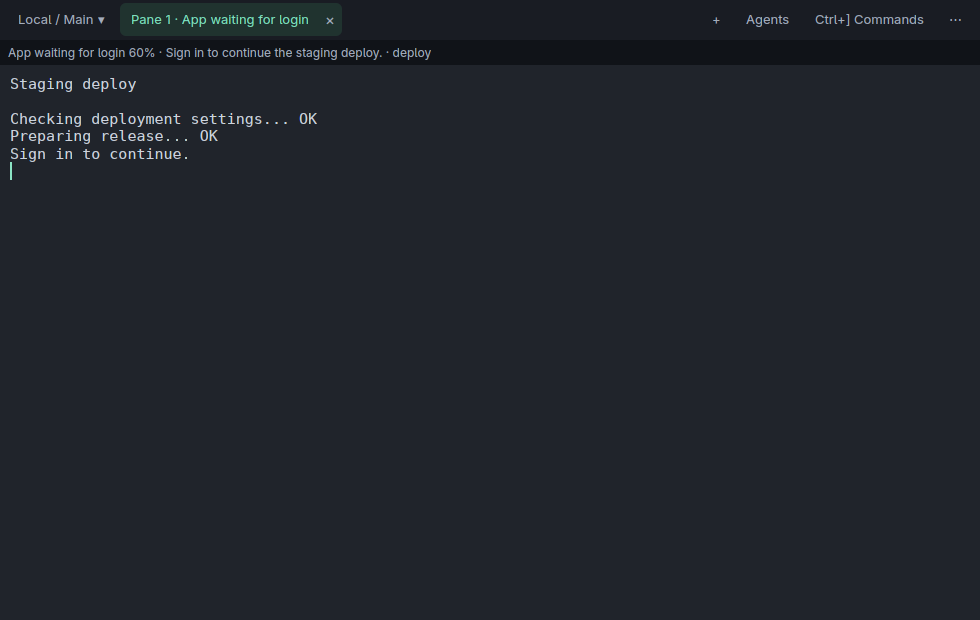 Local / Main ▾ Pane 1 · App waiting for login × + Agents Ctrl+] Commands ⋯
App waiting for login 60% · Sign in to continue the staging deploy. · deploy
Staging deploy
Checking deployment settings... OK
Preparing release... OK
Sign in to continue.